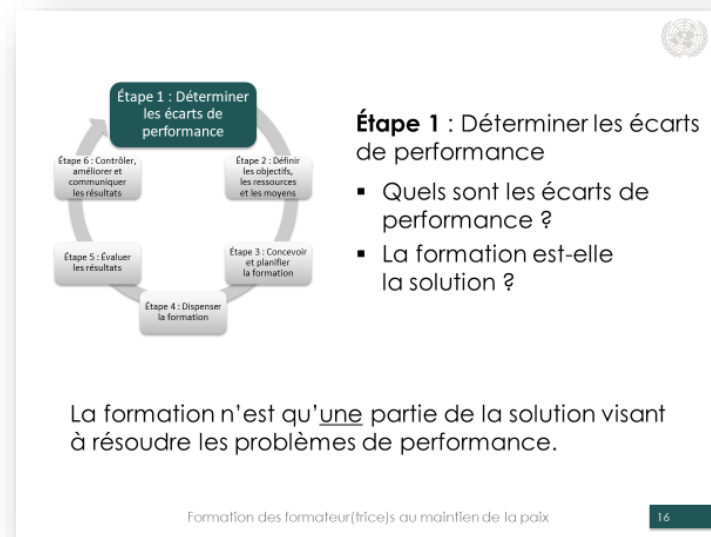 Étape 1 : Déterminer
les écarts de
performance
Étape 6 : Contrôler,
améliorer et
communiquer
les résultats
Étape 2 : Définir
les objectifs,
les ressources
et les moyens
Étape 5 : Évaluer
les résultats
Étape 3 : Concevoir
et planifier
la formation
Étape 4 : Dispenser
la formation
Étape 1 : Déterminer les écarts
de performance
▪ Quels sont les écarts de
performance ?
▪ La formation est-elle
la solution ?
La formation n’est qu’une partie de la solution visant
à résoudre les problèmes de performance.
Formation des formateur(trice)s au maintien de la paix
16